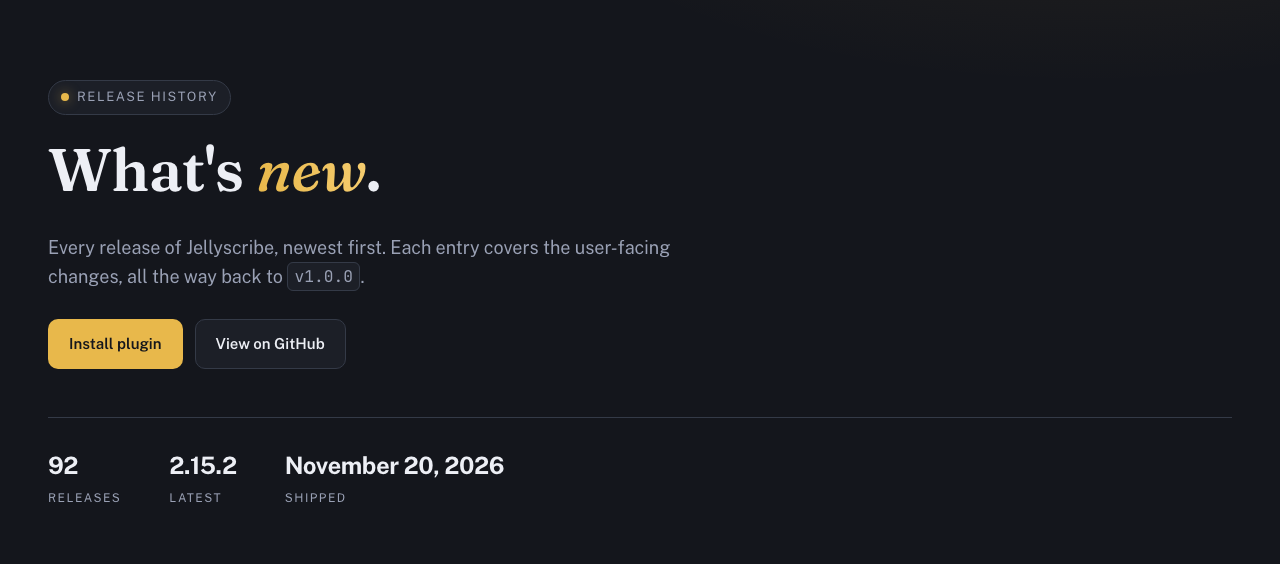 RELEASE HISTORY
What's new.
Every release of Jellyscribe, newest first. Each entry covers the user-facing
changes, all the way back to v1.0.0.
Install plugin
View on GitHub
92
RELEASES
2.15.2
LATEST
November 20, 2026
SHIPPED